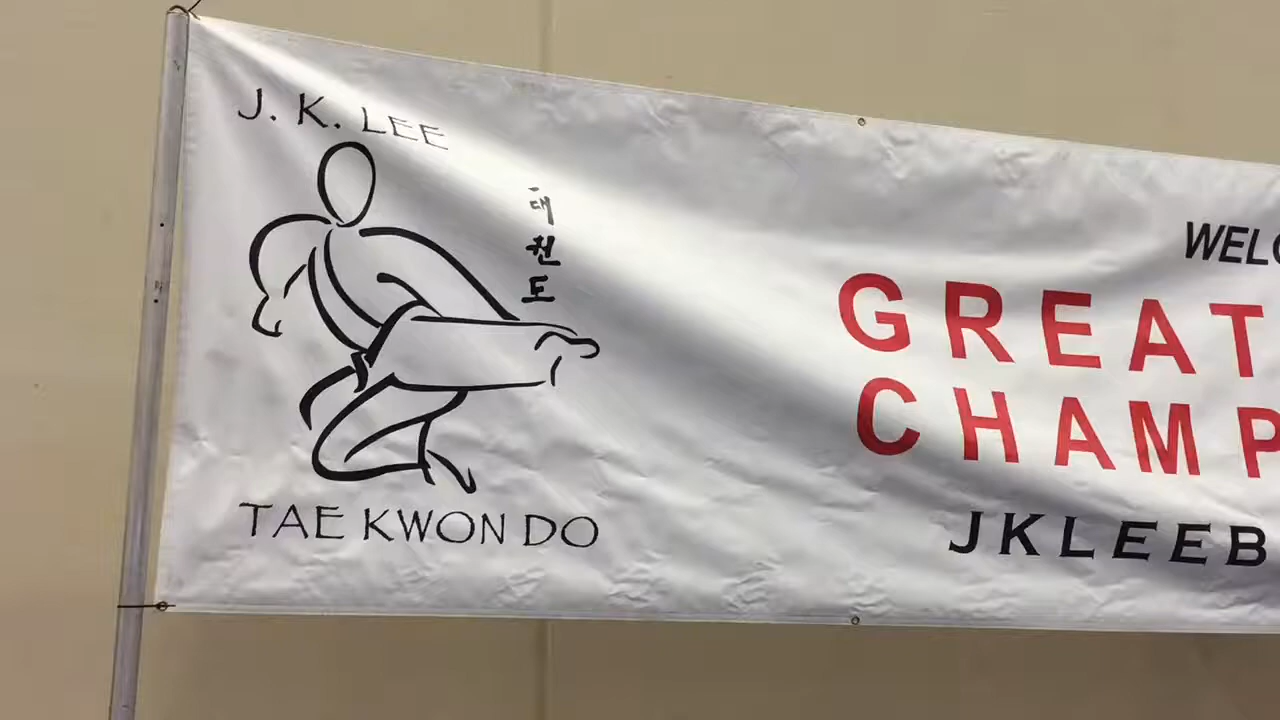 J. K. LEE
태권도
TAE KWON DO
WELC
GREAT
CHAMP
JKLEEB